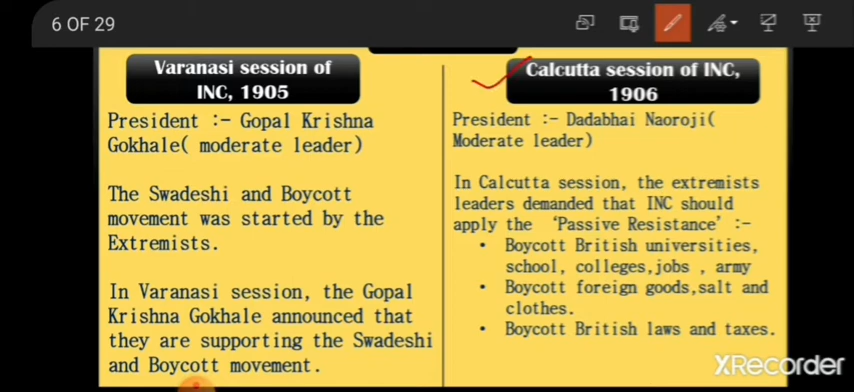 6 OF 29
Varanasi session of
INC, 1905
President :- Gopal Krishna
Gokhale( moderate leader)
The Swadeshi and Boycott
movement was started by the
Extremists.
In Varanasi session, the Gopal
Krishna Gokhale announced that
they are supporting the Swadeshi
and Boycott movement.
Calcutta session of INC,
1906
President :- Dadabhai Naoroji(
Moderate leader)
In Calcutta session, the extremists
leaders demanded that INC should
apply the ‘Passive Resistance’ :-
• Boycott British universities,
school, colleges,jobs , army
• Boycott foreign goods,salt and
clothes.
• Boycott British laws and taxes.
XRecorder